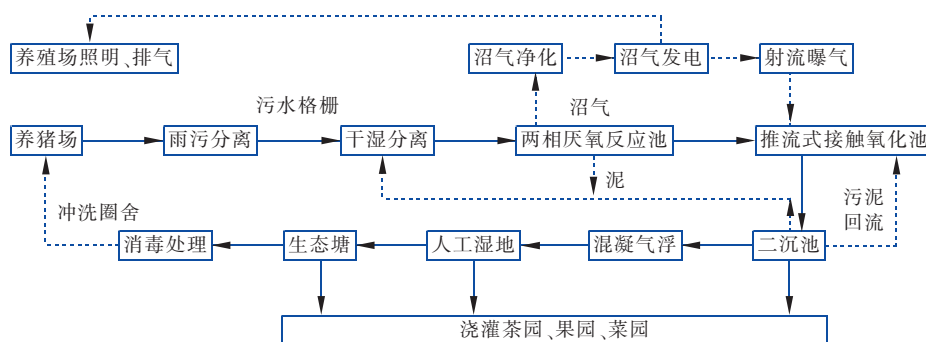 养殖场照明、排气
沼气净化
沼气发电
射流曝气
污水格栅
沼气
养猪场
雨污分离
干湿分离
两相厌氧反应池
推流式接触氧化池
泥
污泥
回流
冲洗圈舍
消毒处理
生态塘
人工湿地
混凝气浮
二沉池
浇灌茶园、果园、菜园